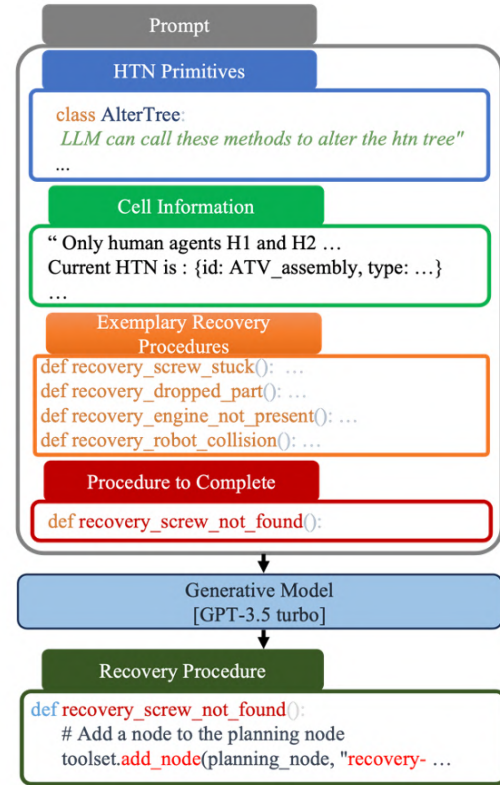 Prompt
HTN Primitives
class AlterTree:
LLM can call these methods to alter the htn tree"
...
Cell Information
“ Only human agents H1 and H2 …
Current HTN is : {id: ATV_assembly, type: …}
…
Exemplary Recovery
Procedures
def recovery_screw_stuck(): …
def recovery_dropped_part(): …
def recovery_engine_not_present(): …
def recovery_robot_collision(): …
Procedure to Complete
def recovery_screw_not_found():
Generative Model
[GPT-3.5 turbo]
Recovery Procedure
def recovery_screw_not_found():
# Add a node to the planning node
toolset.add_node(planning_node, "recovery- …